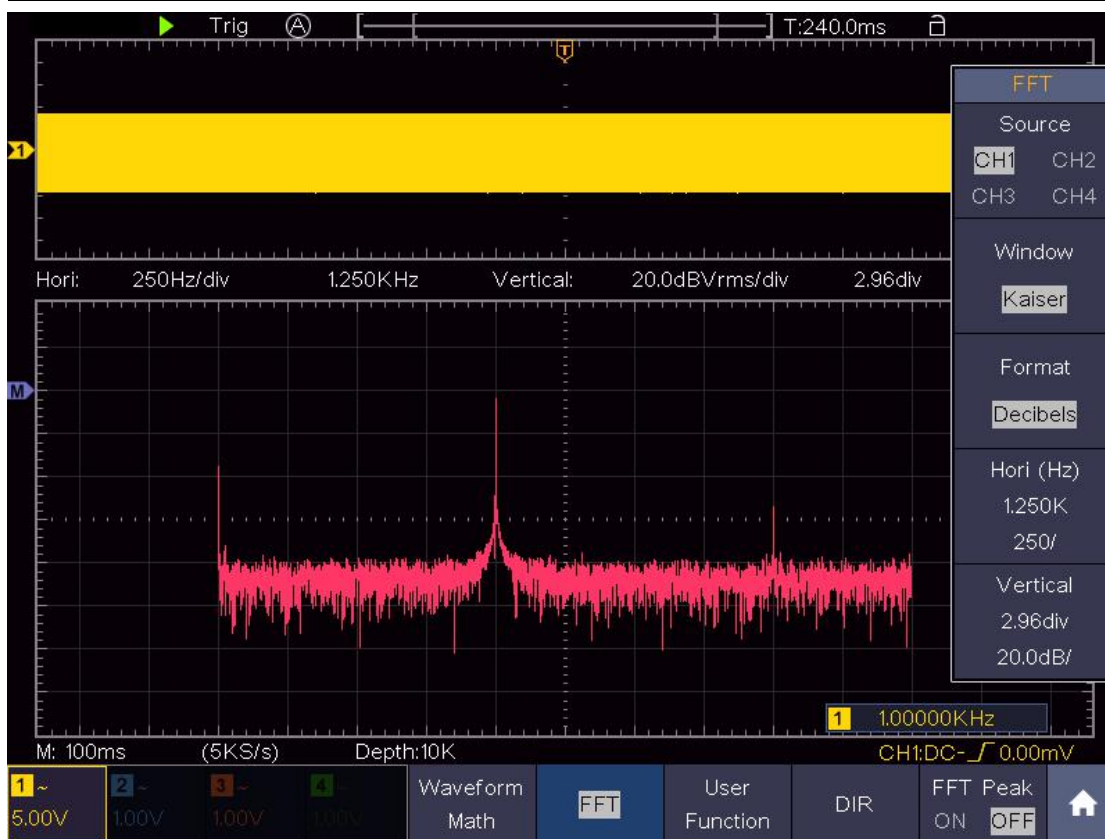 Trig A T:240.0ms
T
FFT
Source
CH1 CH2
CH3 CH4
1
Window
Kaiser
Hori: 250Hz/div 1.250KHz Vertical: 20.0dBVrms/div 2.96div
Format
Decibels
M
Hori (Hz)
1.250K
250/
Vertical
2.96div
20.0dB/
1 1.00000KHz
M: 100ms (5KS/s) Depth:10K CH1:DC- 0.00mV
1 ~ 2 ~ 3 ~ 4 ~
5.00V 1.00V 1.00V 1.00V
Waveform
Math
FFT
User
Function
DIR
FFT Peak
ON OFF